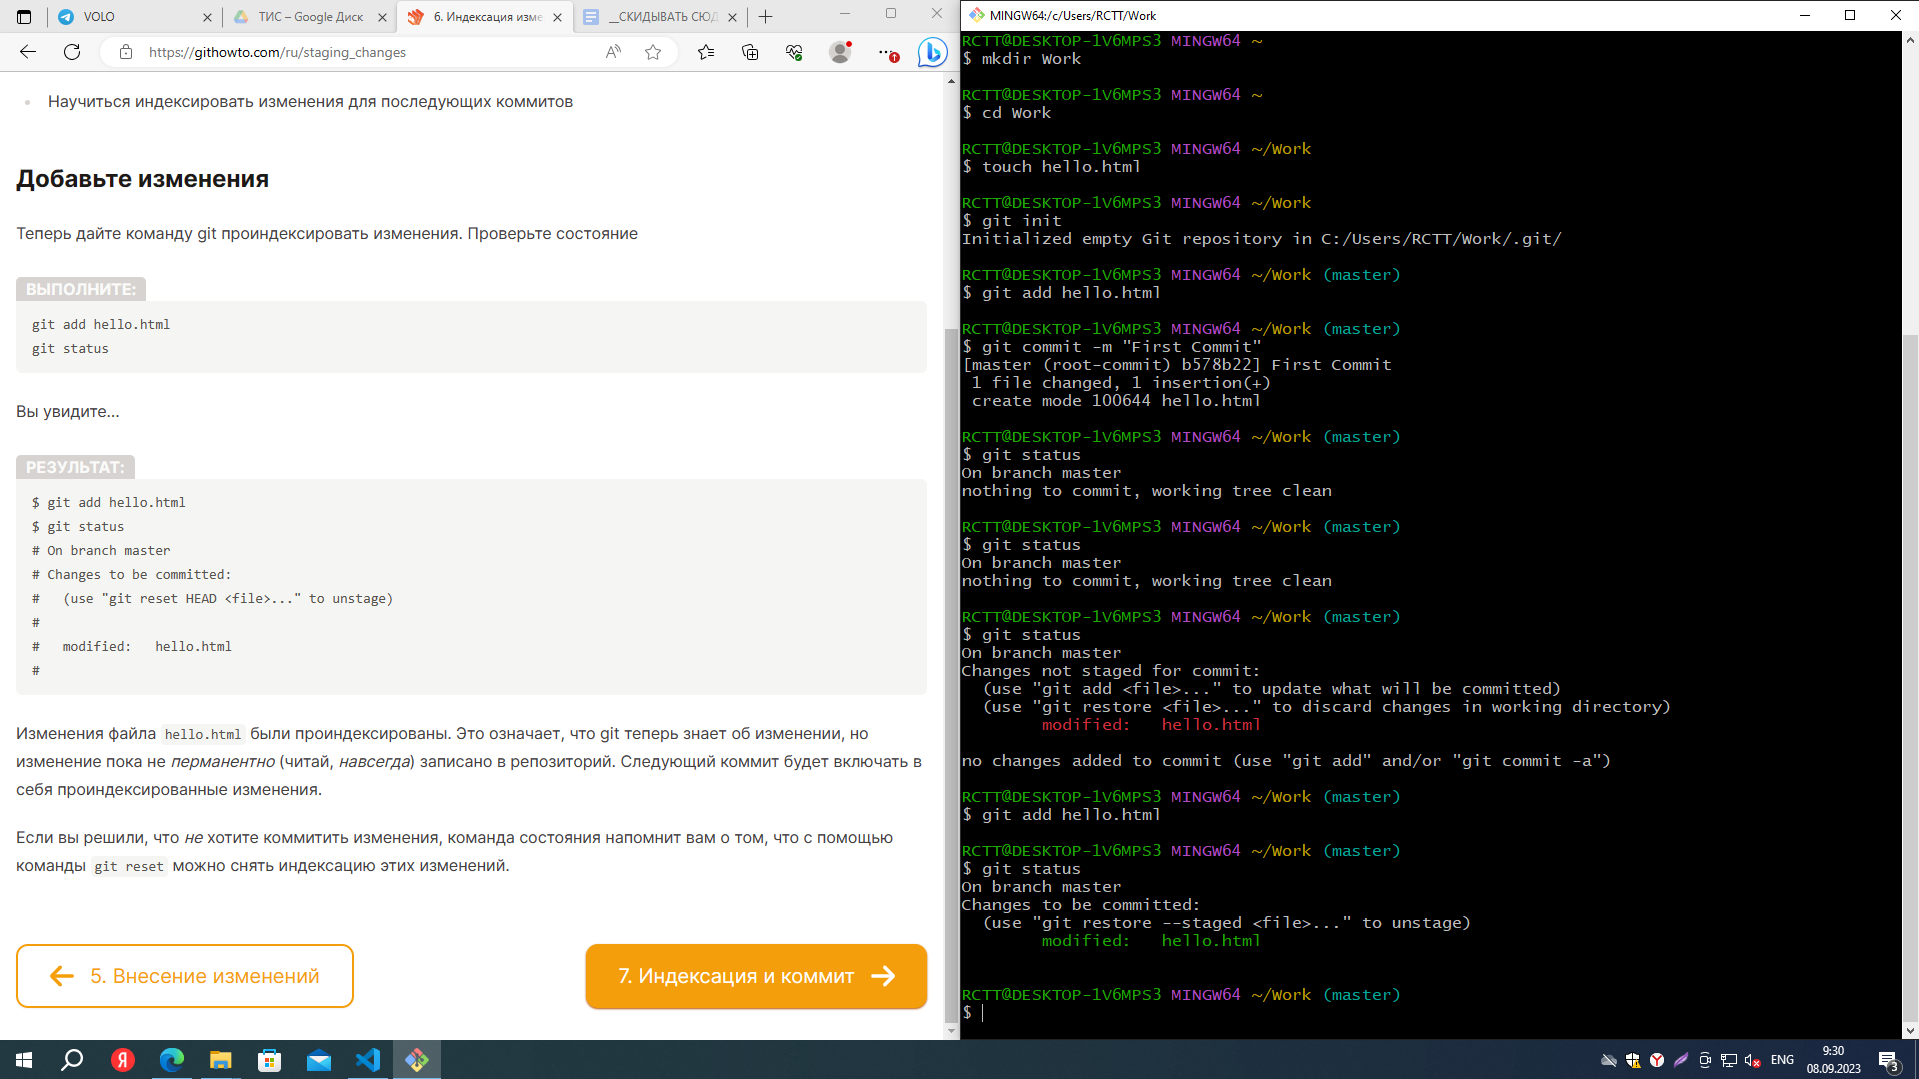 VOLO
ТИС – Google Диск
6. Индексация изме
__СКИДЫВАТЬ СЮД
https://githowto.com/ru/staging_changes
Научиться индексировать изменения для последующих коммитов
Добавьте изменения
Теперь дайте команду git проиндексировать изменения. Проверьте состояние
ВЫПОЛНИТЕ:
git add hello.html
git status
Вы увидите…
РЕЗУЛЬТАТ:
$ git add hello.html
$ git status
# On branch master
# Changes to be committed:
#   (use "git reset HEAD <file>..." to unstage)
#
#   modified:   hello.html
#
Изменения файла hello.html были проиндексированы. Это означает, что git теперь знает об изменении, но
изменение пока не перманентно (читай, навсегда) записано в репозиторий. Следующий коммит будет включать в
себя проиндексированные изменения.
Если вы решили, что не хотите коммитить изменения, команда состояния напомнит вам о том, что с помощью
команды git reset можно снять индексацию этих изменений.
5. Внесение изменений
7. Индексация и коммит
MINGW64:/c/Users/RCTT/Work
RCTT@DESKTOP-1V6MPS3 MINGW64 ~
$ mkdir Work
RCTT@DESKTOP-1V6MPS3 MINGW64 ~
$ cd Work
RCTT@DESKTOP-1V6MPS3 MINGW64 ~/Work
$ touch hello.html
RCTT@DESKTOP-1V6MPS3 MINGW64 ~/Work
$ git init
Initialized empty Git repository in C:/Users/RCTT/Work/.git/
RCTT@DESKTOP-1V6MPS3 MINGW64 ~/Work (master)
$ git add hello.html
RCTT@DESKTOP-1V6MPS3 MINGW64 ~/Work (master)
$ git commit -m "First Commit"
[master (root-commit) b578b22] First Commit
 1 file changed, 1 insertion(+)
 create mode 100644 hello.html
RCTT@DESKTOP-1V6MPS3 MINGW64 ~/Work (master)
$ git status
On branch master
nothing to commit, working tree clean
RCTT@DESKTOP-1V6MPS3 MINGW64 ~/Work (master)
$ git status
On branch master
nothing to commit, working tree clean
RCTT@DESKTOP-1V6MPS3 MINGW64 ~/Work (master)
$ git status
On branch master
Changes not staged for commit:
  (use "git add <file>..." to update what will be committed)
  (use "git restore <file>..." to discard changes in working directory)
        modified:   hello.html
no changes added to commit (use "git add" and/or "git commit -a")
RCTT@DESKTOP-1V6MPS3 MINGW64 ~/Work (master)
$ git add hello.html
RCTT@DESKTOP-1V6MPS3 MINGW64 ~/Work (master)
$ git status
On branch master
Changes to be committed:
  (use "git restore --staged <file>..." to unstage)
        modified:   hello.html
RCTT@DESKTOP-1V6MPS3 MINGW64 ~/Work (master)
$
Я
ENG
9:30
08.09.2023
3